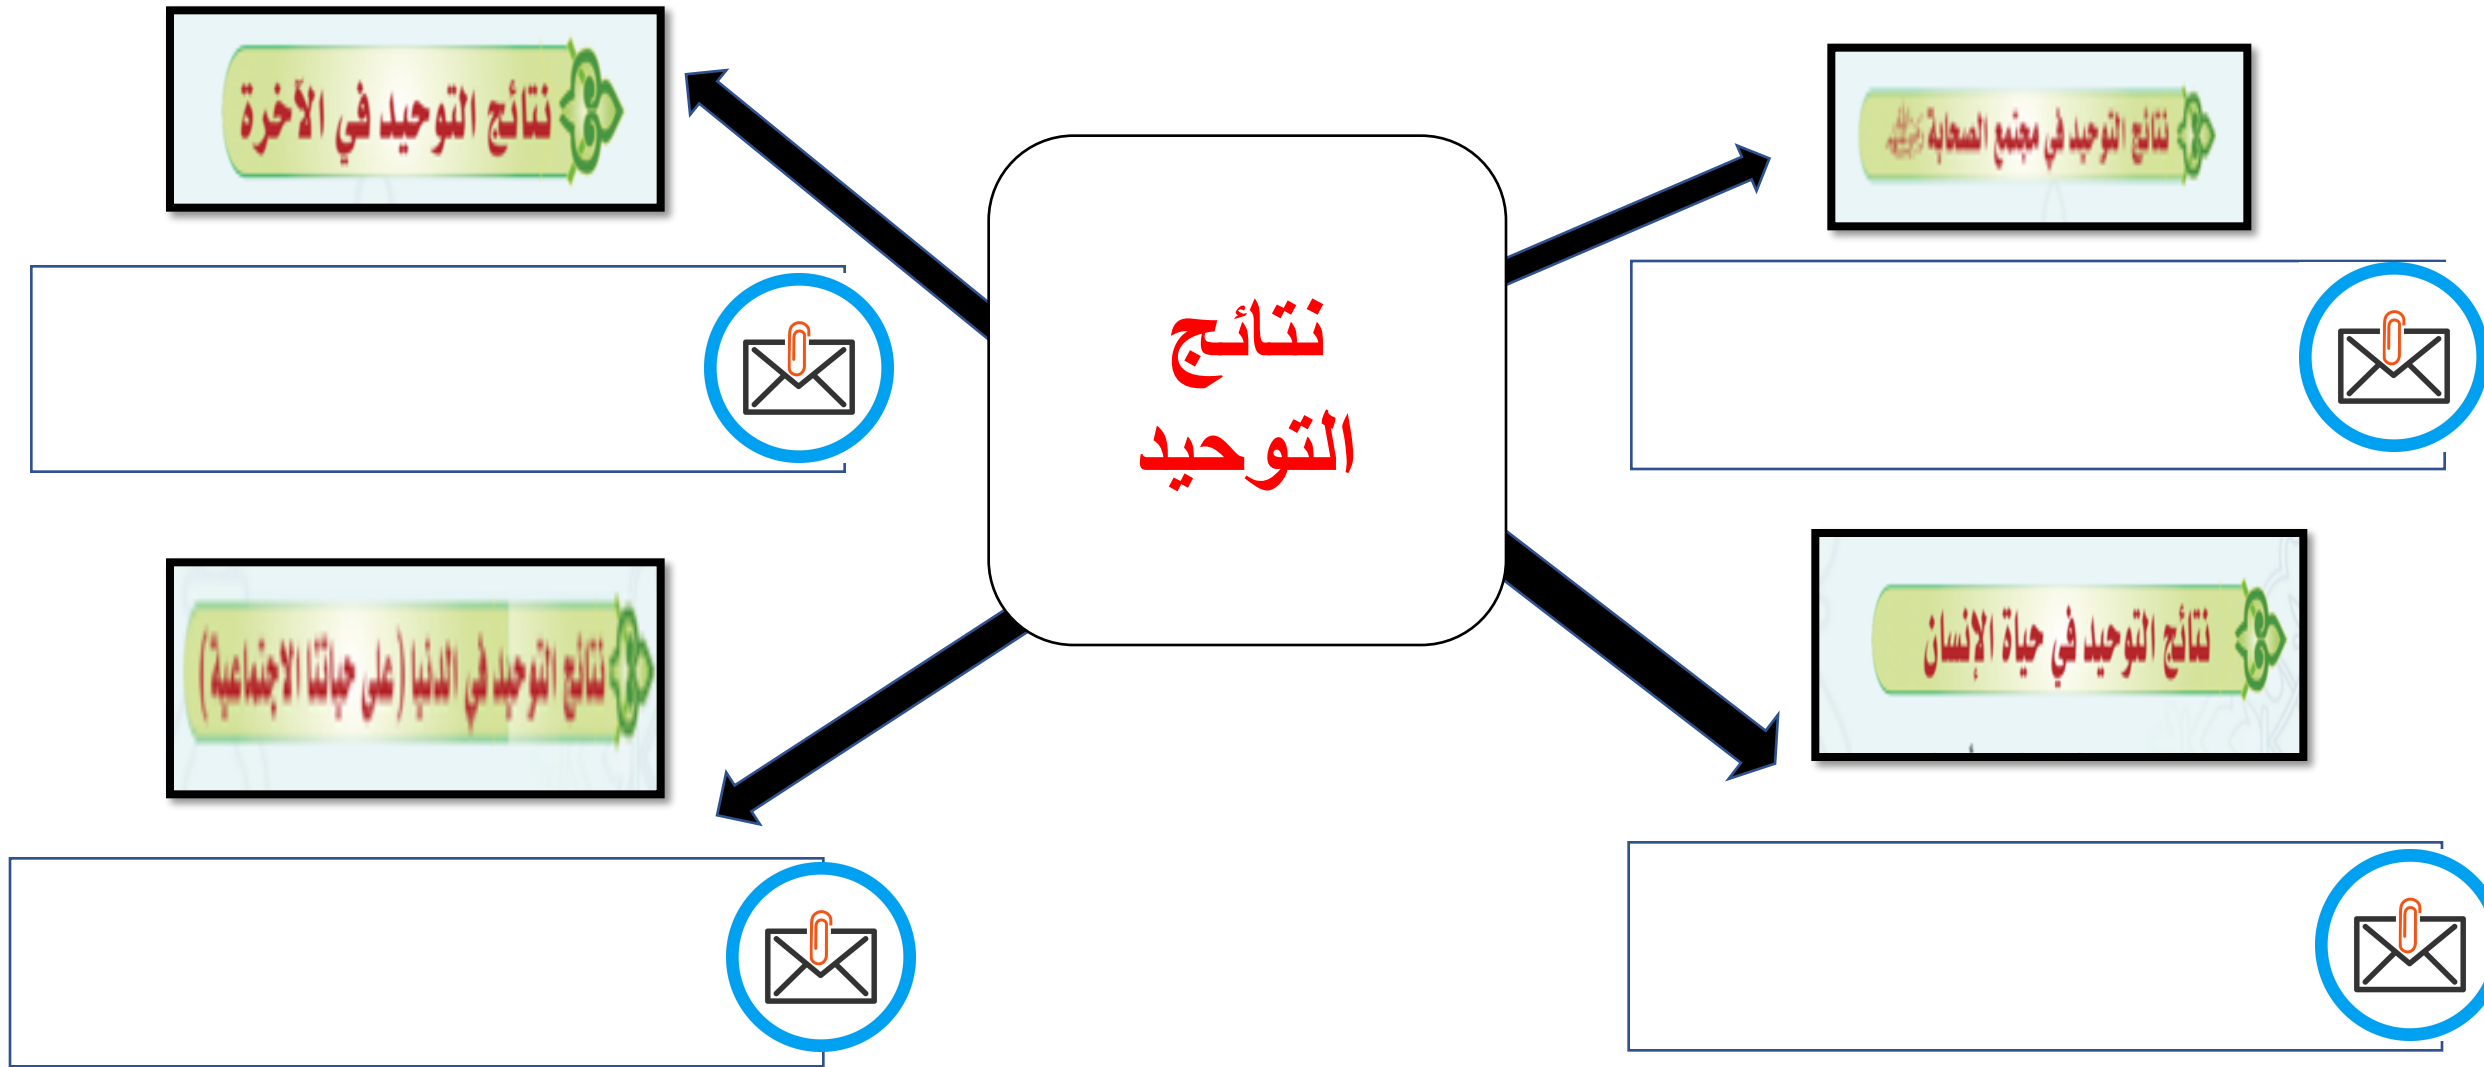 نتائج التوحيد في مجتمع الصحابة
نتائج التوحيد في الآخرة
نتائج
التوحيد
نتائج التوحيد في حياة الإنسان
نتائج التوحيد في الدنيا (على حياتنا الاجتماعية)